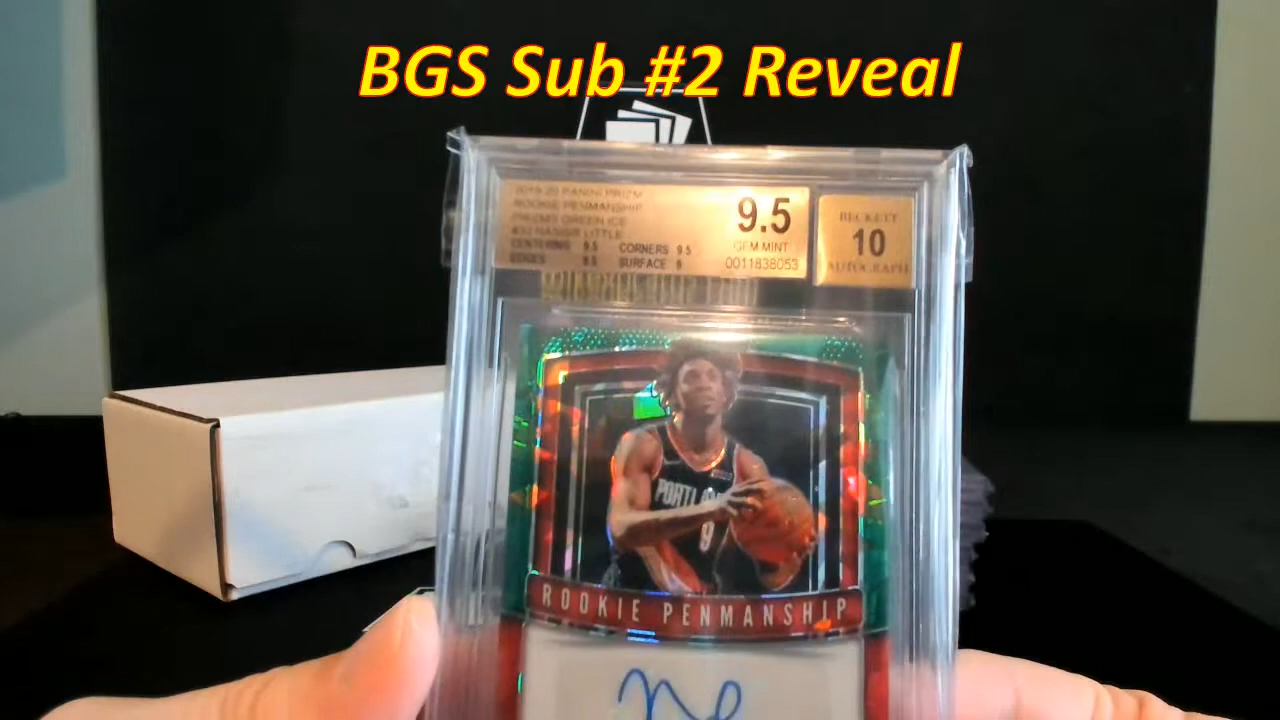 BGS Sub #2 Reveal
2019-20 PANINI PRIZM
ROOKIE PENMANSHIP
PRIZMS GREEN ICE
#30 NASSIR LITTLE
CENTERING 9.5 CORNERS 9.5
EDGES 9.5 SURFACE 9
9.5
GEM MINT
0011838053
BECKETT
10
AUTOGRAPH
PORTLAND
9
ROOKIE PENMANSHIP